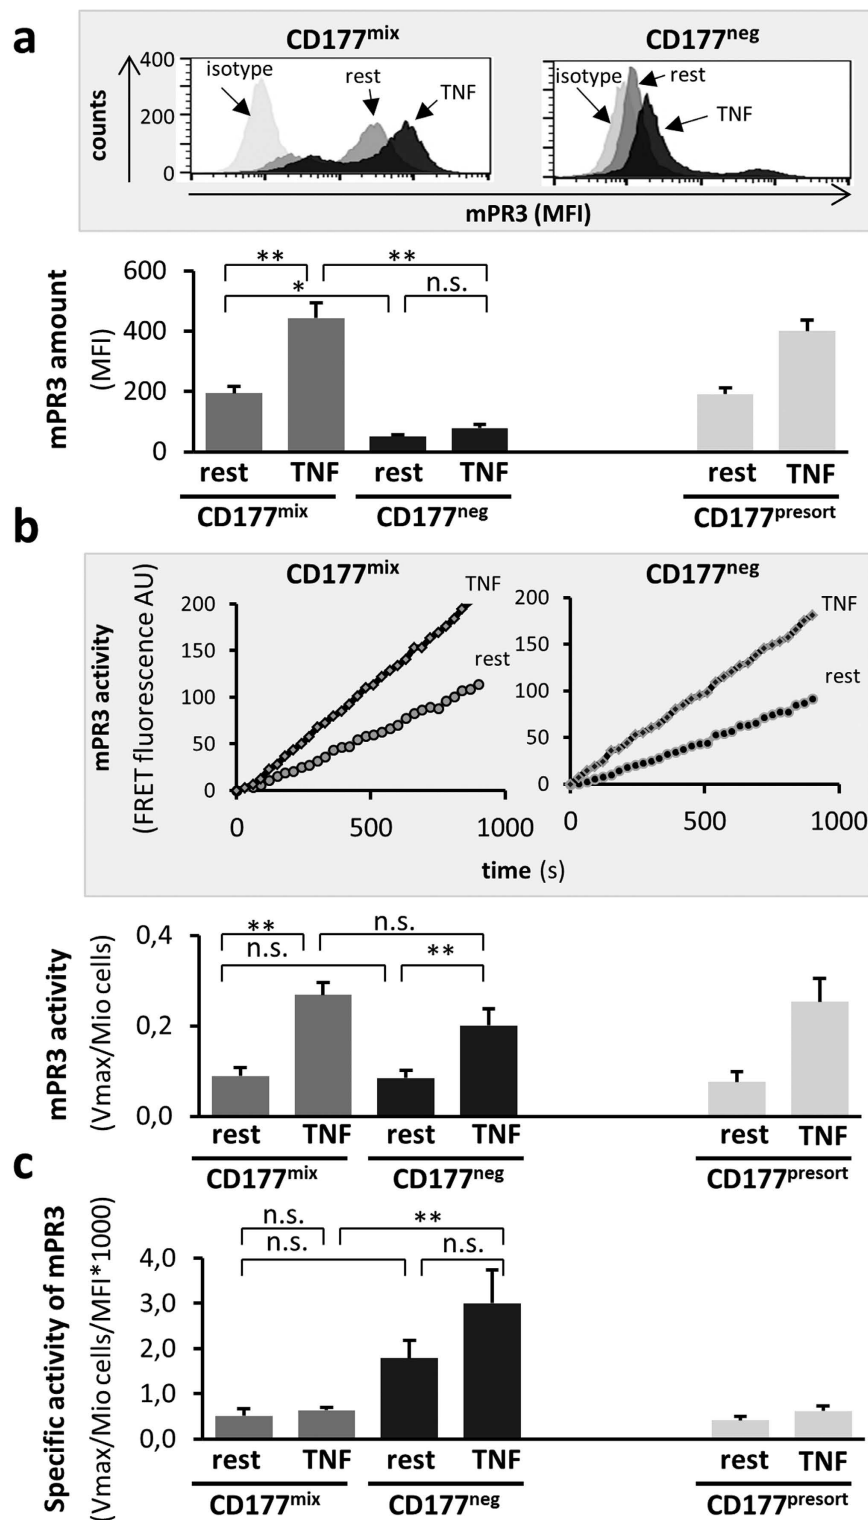 a
CD177mix
CD177neg
counts
400
200
0
isotype
rest
TNF
isotype
rest
TNF
mPR3 (MFI)
mPR3 amount
(MFI)
600
400
200
0
**
**
*
n.s.
rest TNF rest TNF rest TNF
CD177mix CD177neg CD177presort
b
CD177mix
CD177neg
mPR3 activity
(FRET fluorescence AU)
200
150
100
50
0
TNF
rest
0 500 1000
200
150
100
50
0
TNF
rest
0 500 1000
time (s)
mPR3 activity
(Vmax/Mio cells)
0,4
0,2
0,0
**
n.s.
n.s.
**
rest TNF rest TNF rest TNF
CD177mix CD177neg CD177presort
c
Specific activity of mPR3
(Vmax/Mio cells/MFI*1000)
4,0
3,0
2,0
1,0
0,0
n.s.
**
n.s.
n.s.
rest TNF rest TNF rest TNF
CD177mix CD177neg CD177presort